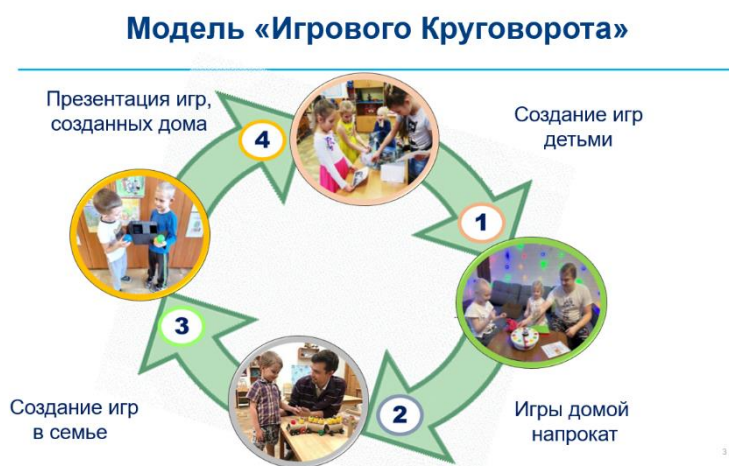 Модель «Игрового Круговорота»
Презентация игр,
созданных дома
4
Создание игр
детьми
1
3
2
Создание игр
в семье
Игры домой
напрокат
3